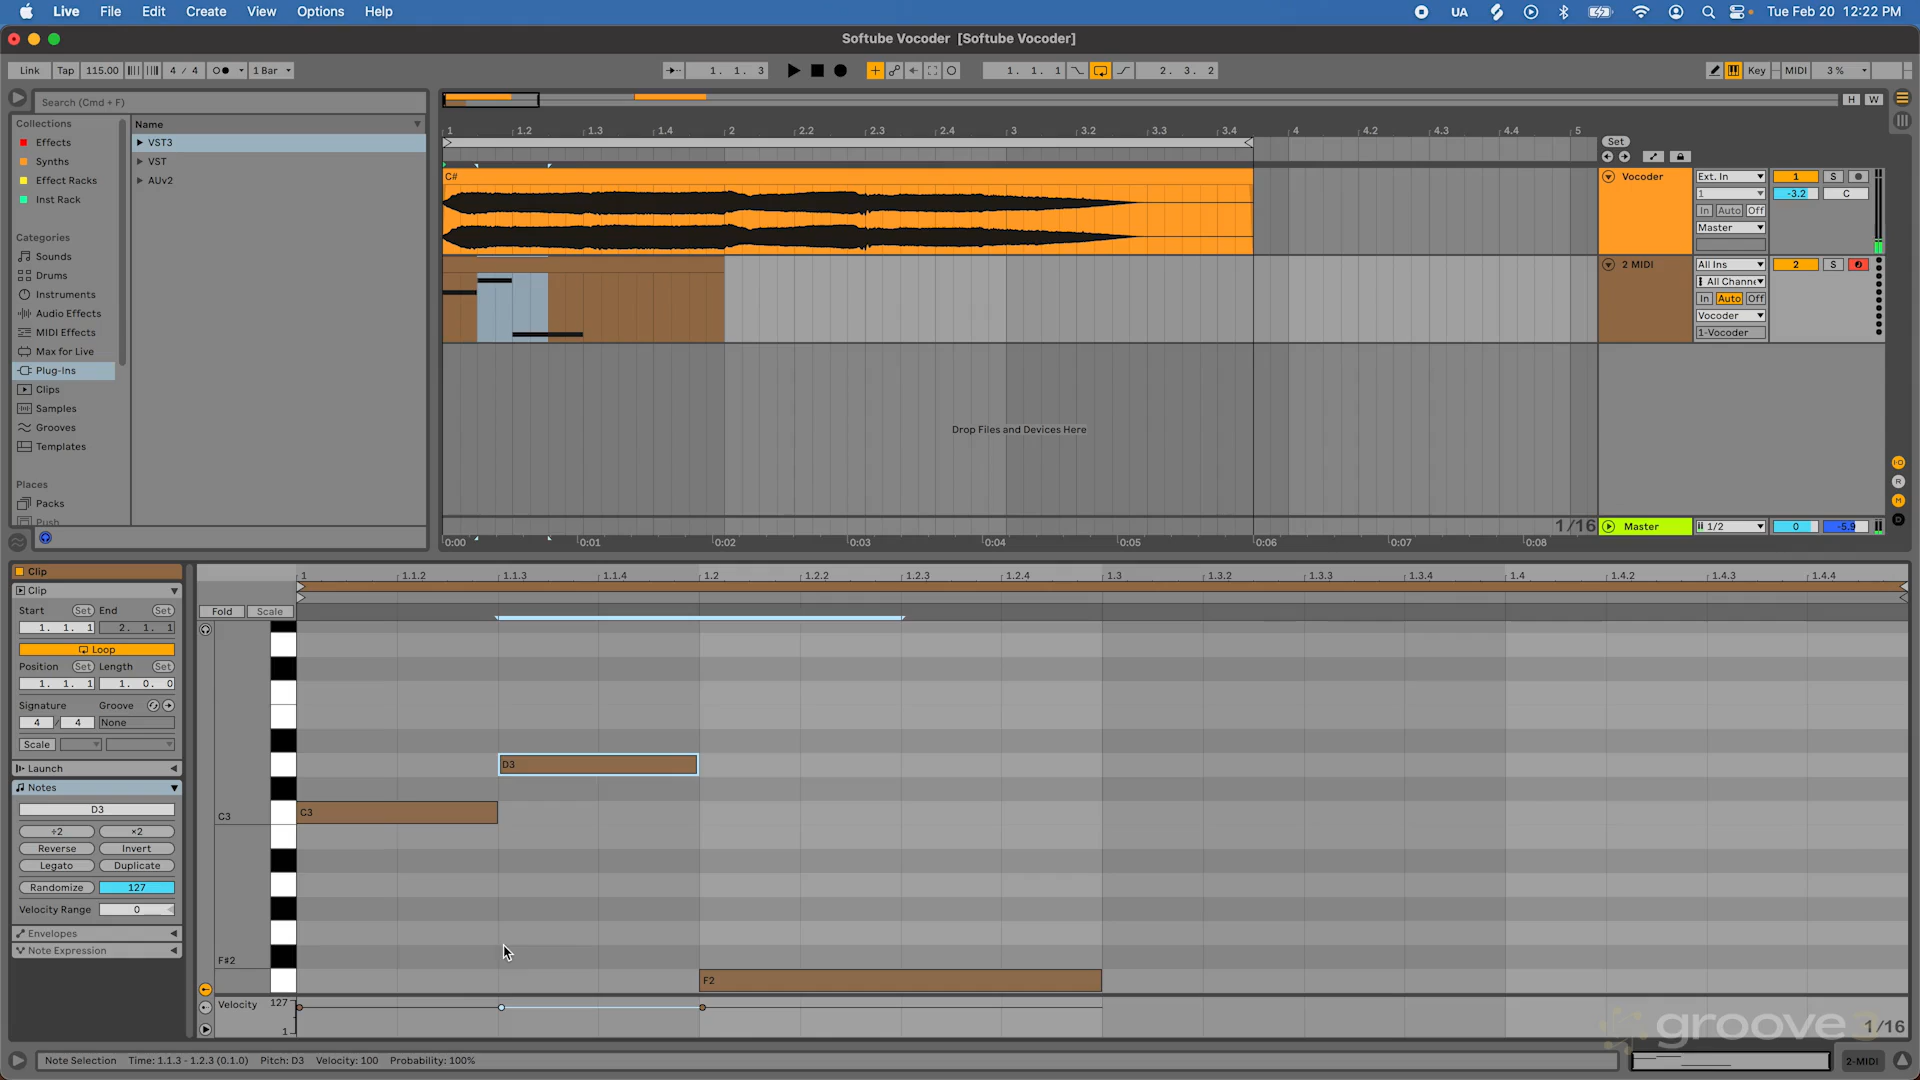 Live File Edit Create View Options Help UA Tue Feb 20 12:22 PM
Softube Vocoder [Softube Vocoder]
Link Tap 115.00 4 / 4 1 Bar 1. 1. 3 1. 1. 1 2. 3. 2 Key MIDI 3 %
Search (Cmd + F) H W
Collections
Effects
Synths
Effect Racks
Inst Rack
Categories
Sounds
Drums
Instruments
Audio Effects
MIDI Effects
Max for Live
Plug-Ins
Clips
Samples
Grooves
Templates
Places
Packs
Push
Name
VST3
VST
AUv2
1 1.2 1.3 1.4 2 2.2 2.3 2.4 3 3.2 3.3 3.4 4 4.2 4.3 4.4 5
Set
C#
Vocoder Ext. In 1 S
1 -3.2 C
In Auto Off
Master
2 MIDI All Ins 2 S
All Channe
In Auto Off
Vocoder
1-Vocoder
Drop Files and Devices Here
I·O
R
M
D
1/16 Master 1/2 0 -5.9
0:00 0:01 0:02 0:03 0:04 0:05 0:06 0:07 0:08
Clip
Clip
Start Set End Set
1. 1. 1 2. 1. 1
Loop
Position Set Length Set
1. 1. 1 1. 0. 0
Signature Groove
4 / 4 None
Scale
Launch
Notes
D3
÷2 ×2
Reverse Invert
Legato Duplicate
Randomize 127
Velocity Range 0
Envelopes
Note Expression
1 1.1.2 1.1.3 1.1.4 1.2 1.2.2 1.2.3 1.2.4 1.3 1.3.2 1.3.3 1.3.4 1.4 1.4.2 1.4.3 1.4.4
Fold Scale
D3
C3 C3
F#2
F2
Velocity 127
1
groove3
1/16
Note Selection Time: 1.1.3 - 1.2.3 (0.1.0) Pitch: D3 Velocity: 100 Probability: 100% 2-MIDI